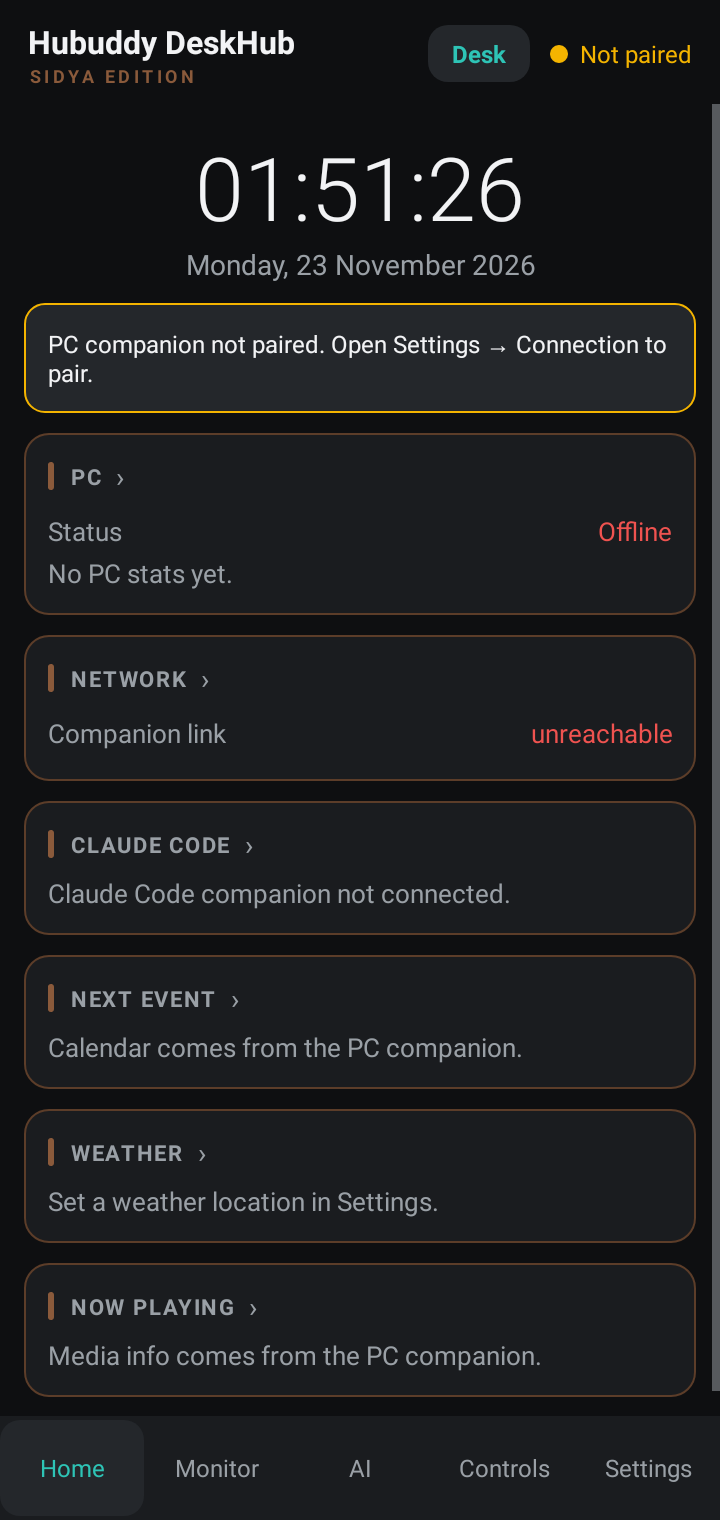 Hubuddy DeskHub
SIDYA EDITION
Desk
Not paired
01:51:26
Monday, 23 November 2026
PC companion not paired. Open Settings → Connection to
pair.
PC ›
Status Offline
No PC stats yet.
NETWORK ›
Companion link unreachable
CLAUDE CODE ›
Claude Code companion not connected.
NEXT EVENT ›
Calendar comes from the PC companion.
WEATHER ›
Set a weather location in Settings.
NOW PLAYING ›
Media info comes from the PC companion.
Home Monitor AI Controls Settings